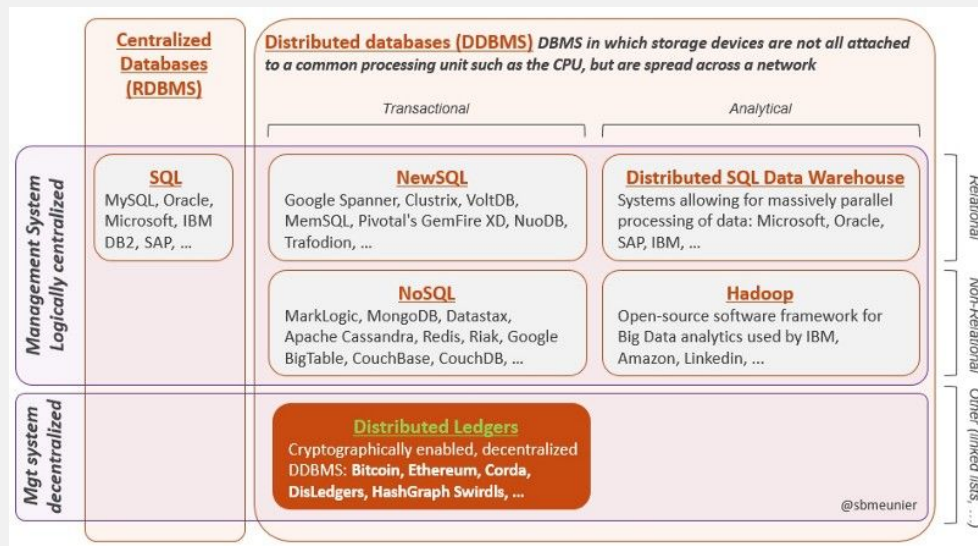 Centralized
Databases
(RDBMS)
Distributed databases (DDBMS) DBMS in which storage devices are not all attached
to a common processing unit such as the CPU, but are spread across a network
Transactional
Analytical
Management System
Logically centralized
SQL
MySQL, Oracle,
Microsoft, IBM
DB2, SAP, ...
NewSQL
Google Spanner, Clustrix, VoltDB,
MemSQL, Pivotal's GemFire XD, NuoDB,
Trafodion, ...
Distributed SQL Data Warehouse
Systems allowing for massively parallel
processing of data: Microsoft, Oracle,
SAP, IBM, ...
Relational
NoSQL
MarkLogic, MongoDB, Datastax,
Apache Cassandra, Redis, Riak, Google
BigTable, CouchBase, CouchDB, ...
Hadoop
Open-source software framework for
Big Data analytics used by IBM,
Amazon, Linkedin, ...
Non-Relational
Mgt system
decentralized
Distributed Ledgers
Cryptographically enabled, decentralized
DDBMS: Bitcoin, Ethereum, Corda,
DisLedgers, HashGraph Swirdls, ...
Other (linked lists,
...)
@sbmeunier